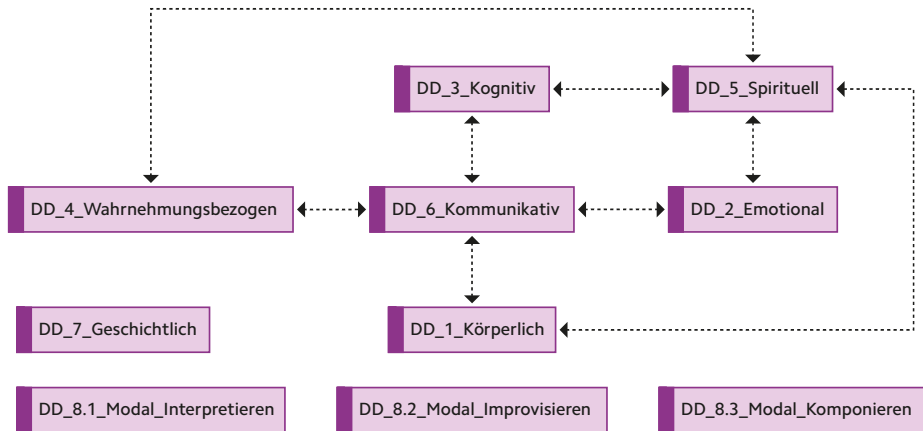 DD_3_Kognitiv
DD_5_Spirituell
DD_4_Wahrnehmungsbezogen
DD_6_Kommunikativ
DD_2_Emotional
DD_7_Geschichtlich
DD_1_Körperlich
DD_8.1_Modal_Interpretieren
DD_8.2_Modal_Improvisieren
DD_8.3_Modal_Komponieren